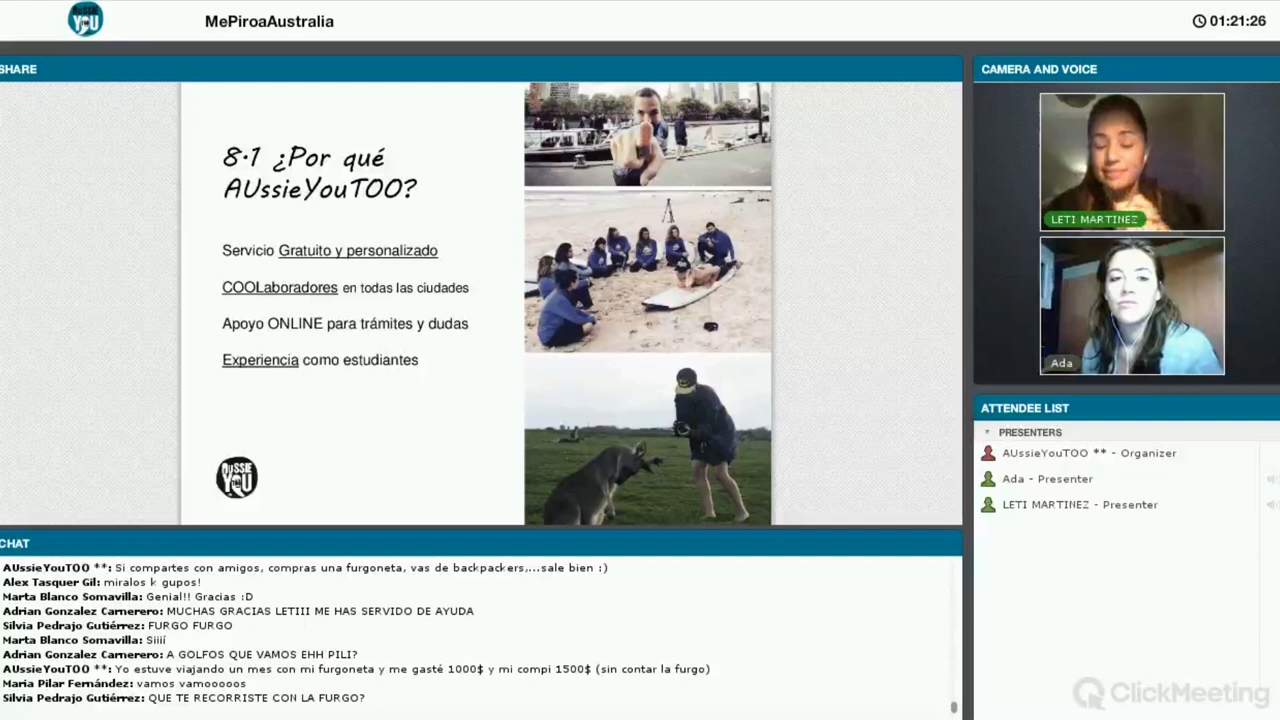 AUSSIE
YOU
MePiroaAustralia
01:21:26
SHARE
CAMERA AND VOICE
8.1 ¿Por qué
AUssieYouTOO?
Servicio Gratuito y personalizado
COOLaboradores en todas las ciudades
Apoyo ONLINE para trámites y dudas
Experiencia como estudiantes
AUSSIE
YOU
LETI MARTINEZ
Ada
ATTENDEE LIST
PRESENTERS
AUssieYouTOO ** - Organizer
Ada - Presenter
LETI MARTINEZ - Presenter
CHAT
AUssieYouTOO **: Si compartes con amigos, compras una furgoneta, vas de backpackers,...sale bien :)
Alex Tasquer Gil: miralos k gupos!
Marta Blanco Somavilla: Genial!! Gracias :D
Adrian Gonzalez Carnerero: MUCHAS GRACIAS LETIII ME HAS SERVIDO DE AYUDA
Silvia Pedrajo Gutiérrez: FURGO FURGO
Marta Blanco Somavilla: Siiií
Adrian Gonzalez Carnerero: A GOLFOS QUE VAMOS EHH PILI?
AUssieYouTOO **: Yo estuve viajando un mes con mi furgoneta y me gasté 1000$ y mi compi 1500$ (sin contar la furgo)
Maria Pilar Fernández: vamos vamooooos
Silvia Pedrajo Gutiérrez: QUE TE RECORRISTE CON LA FURGO?
ClickMeeting